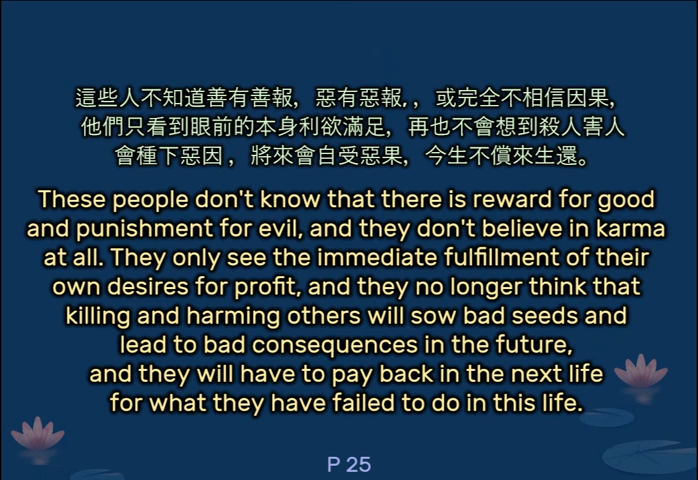 這些人不知道善有善報，惡有惡報,，或完全不相信因果，
他們只看到眼前的本身利欲滿足，再也不會想到殺人害人
會種下惡因，將來會自受惡果，今生不償來生還。
These people don't know that there is reward for good
and punishment for evil, and they don't believe in karma
at all. They only see the immediate fulfillment of their
own desires for profit, and they no longer think that
killing and harming others will sow bad seeds and
lead to bad consequences in the future,
and they will have to pay back in the next life
for what they have failed to do in this life.
P 25